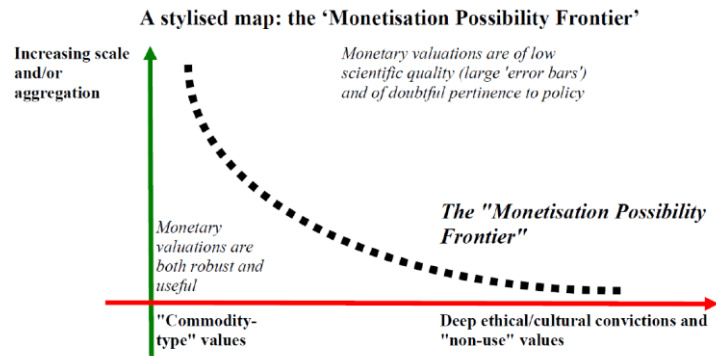 A stylised map: the ‘Monetisation Possibility Frontier’
Increasing scale
and/or
aggregation
Monetary valuations are of low
scientific quality (large 'error bars')
and of doubtful pertinence to policy
Monetary
valuations are
both robust and
useful
The "Monetisation Possibility
Frontier"
"Commodity-
type" values
Deep ethical/cultural convictions and
"non-use" values